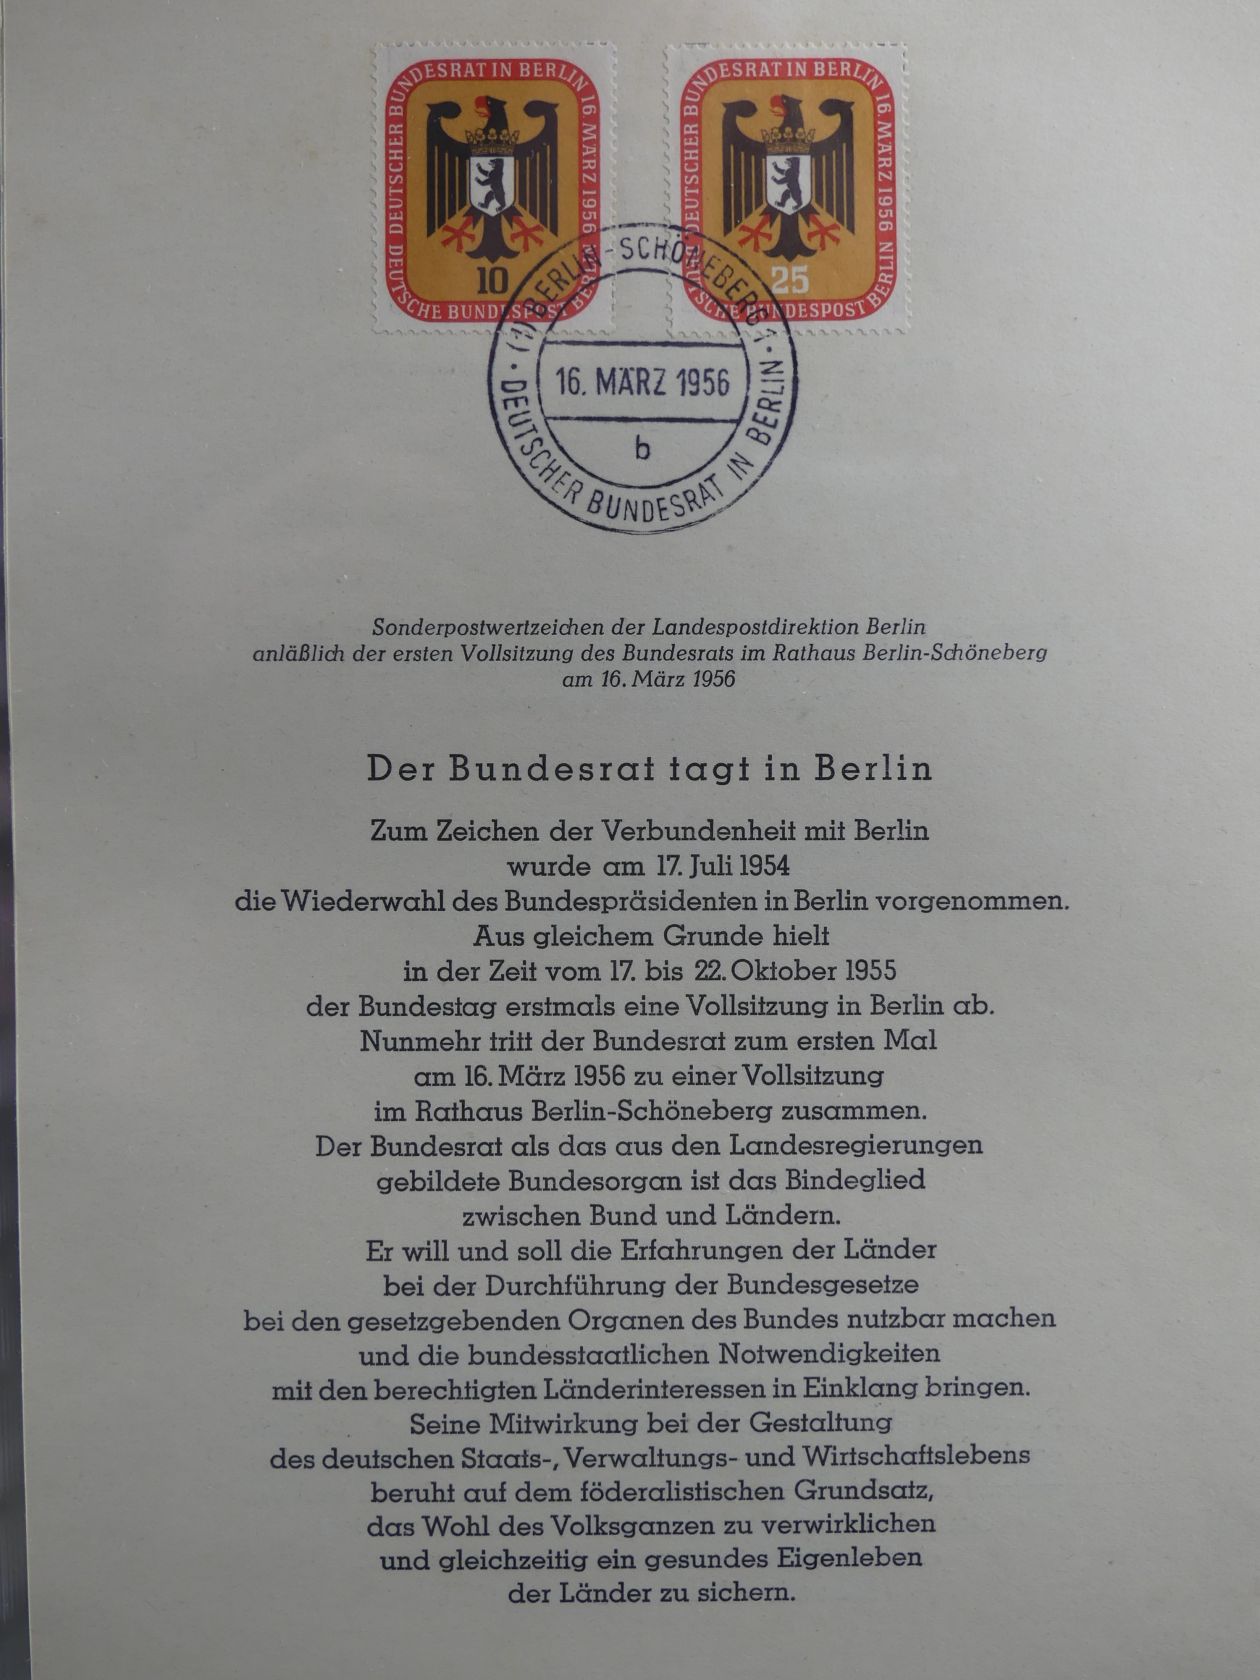 DEUTSCHER BUNDESRAT IN BERLIN 16. MÄRZ 1956
10
DEUTSCHE BUNDESPOST BERLIN
DEUTSCHER BUNDESRAT IN BERLIN 16. MÄRZ 1956
25
DEUTSCHE BUNDESPOST BERLIN
(1) BERLIN-SCHÖNEBERG 1
16. MÄRZ 1956
b
DEUTSCHER BUNDESRAT IN BERLIN
Sonderpostwertzeichen der Landespostdirektion Berlin
anläßlich der ersten Vollsitzung des Bundesrats im Rathaus Berlin-Schöneberg
am 16. März 1956
Der Bundesrat tagt in Berlin
Zum Zeichen der Verbundenheit mit Berlin
wurde am 17. Juli 1954
die Wiederwahl des Bundespräsidenten in Berlin vorgenommen.
Aus gleichem Grunde hielt
in der Zeit vom 17. bis 22. Oktober 1955
der Bundestag erstmals eine Vollsitzung in Berlin ab.
Nunmehr tritt der Bundesrat zum ersten Mal
am 16. März 1956 zu einer Vollsitzung
im Rathaus Berlin-Schöneberg zusammen.
Der Bundesrat als das aus den Landesregierungen
gebildete Bundesorgan ist das Bindeglied
zwischen Bund und Ländern.
Er will und soll die Erfahrungen der Länder
bei der Durchführung der Bundesgesetze
bei den gesetzgebenden Organen des Bundes nutzbar machen
und die bundesstaatlichen Notwendigkeiten
mit den berechtigten Länderinteressen in Einklang bringen.
Seine Mitwirkung bei der Gestaltung
des deutschen Staats-, Verwaltungs- und Wirtschaftslebens
beruht auf dem föderalistischen Grundsatz,
das Wohl des Volksganzen zu verwirklichen
und gleichzeitig ein gesundes Eigenleben
der Länder zu sichern.